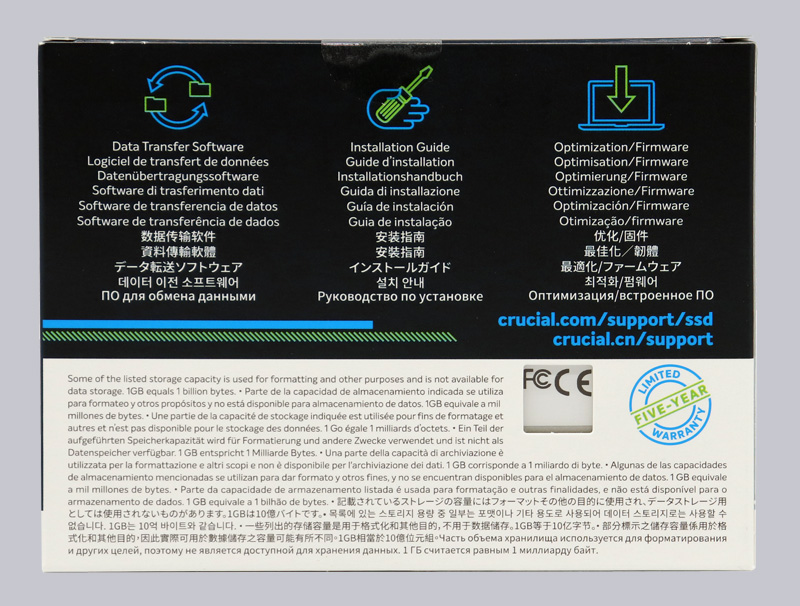 Data Transfer Software
Logiciel de transfert de données
Datenübertragungssoftware
Software di trasferimento dati
Software de transferencia de datos
Software de transferência de dados
数据传输软件
資料傳輸軟體
データ転送ソフトウェア
데이터 이전 소프트웨어
ПО для обмена данными
Installation Guide
Guide d'installation
Installationshandbuch
Guida di installazione
Guía de instalación
Guia de instalação
安装指南
安裝指南
インストールガイド
설치 안내
Руководство по установке
Optimization/Firmware
Optimisation/Firmware
Optimierung/Firmware
Ottimizzazione/Firmware
Optimización/Firmware
Otimização/firmware
优化/固件
最佳化／韌體
最適化/ファームウェア
최적화/펌웨어
Оптимизация/встроенное ПО
crucial.com/support/ssd
crucial.cn/support
Some of the listed storage capacity is used for formatting and other purposes and is not available for
data storage. 1GB equals 1 billion bytes. • Parte de la capacidad de almacenamiento indicada se utiliza
para formateo y otros propósitos y no está disponible para almacenamiento de datos. 1GB equivale a mil
millones de bytes. • Une partie de la capacité de stockage indiquée est utilisée pour fins de formatage et
autres et n'est pas disponible pour le stockage des données. 1 Go égale 1 milliards d'octets. • Ein Teil der
aufgeführten Speicherkapazität wird für Formatierung und andere Zwecke verwendet und ist nicht als
Datenspeicher verfügbar. 1 GB entspricht 1 Milliarde Bytes. • Una parte della capacità di archiviazione è
utilizzata per la formattazione e altri scopi e non è disponibile per l'archiviazione dei dati. 1 GB corrisponde a 1 miliardo di byte. • Algunas de las capacidades
de almacenamiento mencionadas se utilizan para dar formato y otros fines, y no se encuentran disponibles para el almacenamiento de datos. 1 GB equivale
a mil millones de bytes. • Parte da capacidade de armazenamento listada é usada para formatação e outras finalidades, e não está disponível para o
armazenamento de dados. 1 GB equivale a 1 bilhão de bytes. • 記載されているストレージの容量にはフォーマットその他の目的に使用され、データストレージ用
としては使用されないものがあります。1GBは10億バイトです。• 목록에 있는 스토리지 용량 중 일부는 포맷이나 기타 용도로 사용되어 데이터 스토리지로는 사용할 수
없습니다. 1GB는 10억 바이트와 같습니다. • 一些列出的存储容量是用于格式化和其他目的,不用于数据储存。1GB等于10亿字节。• 部分標示之儲存容量係用於格
式化和其他目的,因此實際可用於數據儲存之容量可能有所不同。1GB相當於10億位元組。•Часть объема хранилища используется для форматирования
и других целей, поэтому не является доступной для хранения данных. 1 ГБ считается равным 1 миллиарду байт.
FC CE
LIMITED
FIVE-YEAR
WARRANTY